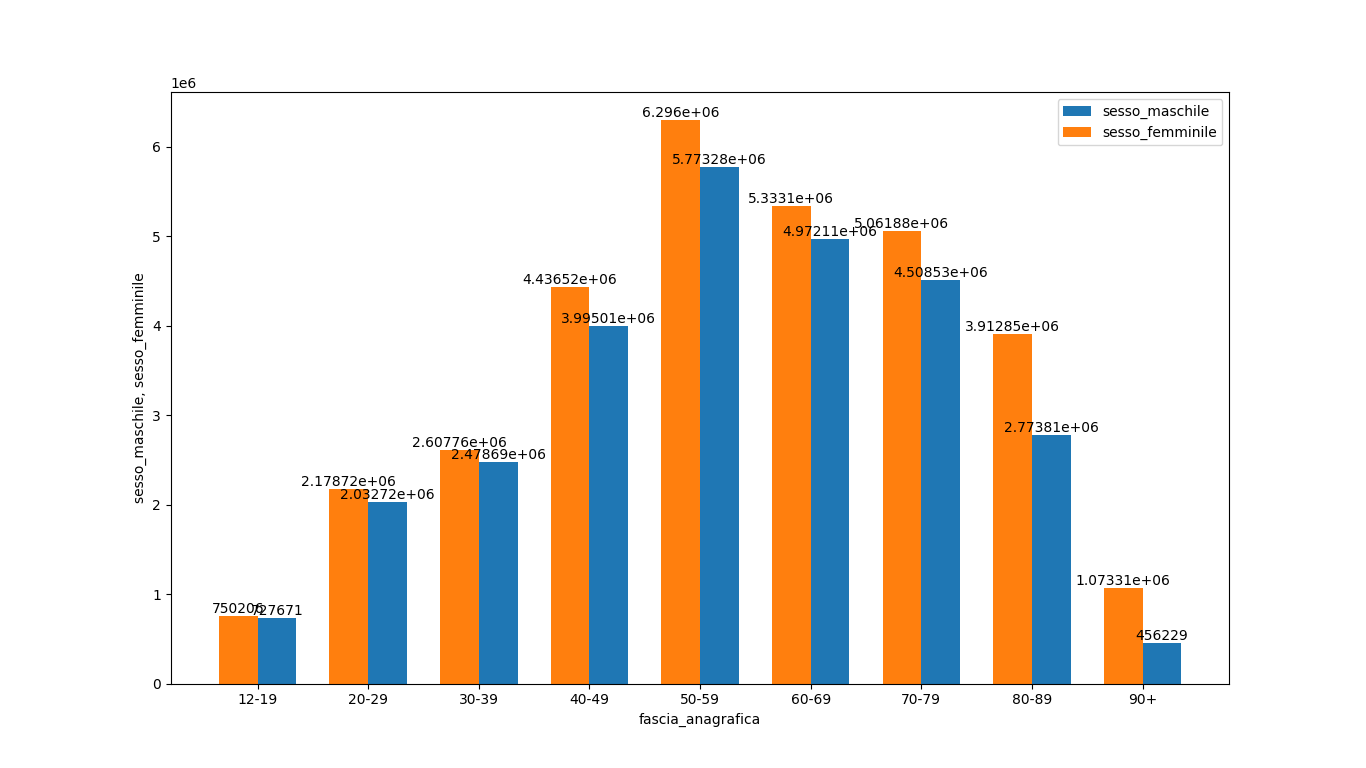 1e6
sesso_maschile
sesso_femminile
6
5
4
3
2
1
0
sesso_maschile, sesso_femminile
750206
727671
2.17872e+06
2.03272e+06
2.60776e+06
2.47869e+06
4.43652e+06
3.99501e+06
6.296e+06
5.77328e+06
5.3331e+06
4.97211e+06
5.06188e+06
4.50853e+06
3.91285e+06
2.77381e+06
1.07331e+06
456229
12-19 20-29 30-39 40-49 50-59 60-69 70-79 80-89 90+
fascia_anagrafica